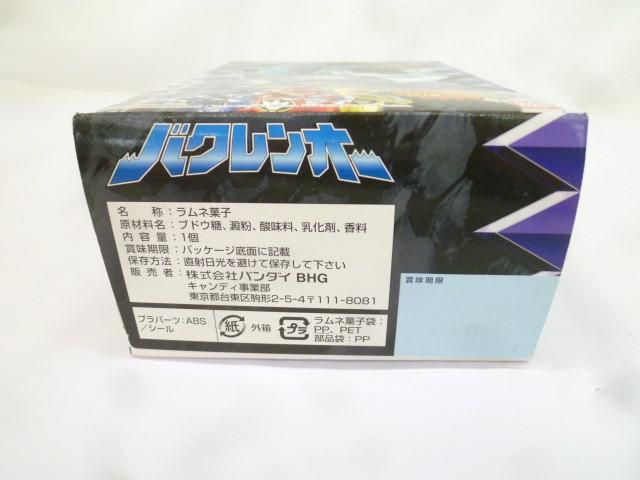 バクレンオー
名 称：ラムネ菓子
原材料名：ブドウ糖、澱粉、酸味料、乳化剤、香料
内 容 量：1個
賞味期限：パッケージ底面に記載
保存方法：直射日光を避けて保存して下さい
販 売 者：株式会社バンダイ BHG
キャンディ事業部
東京都台東区駒形2-5-4〒111-8081
賞味期限
プラパーツ：ABS
／シール
紙
外箱
プラ
ラムネ菓子袋：
PP、PET
部品袋：PP